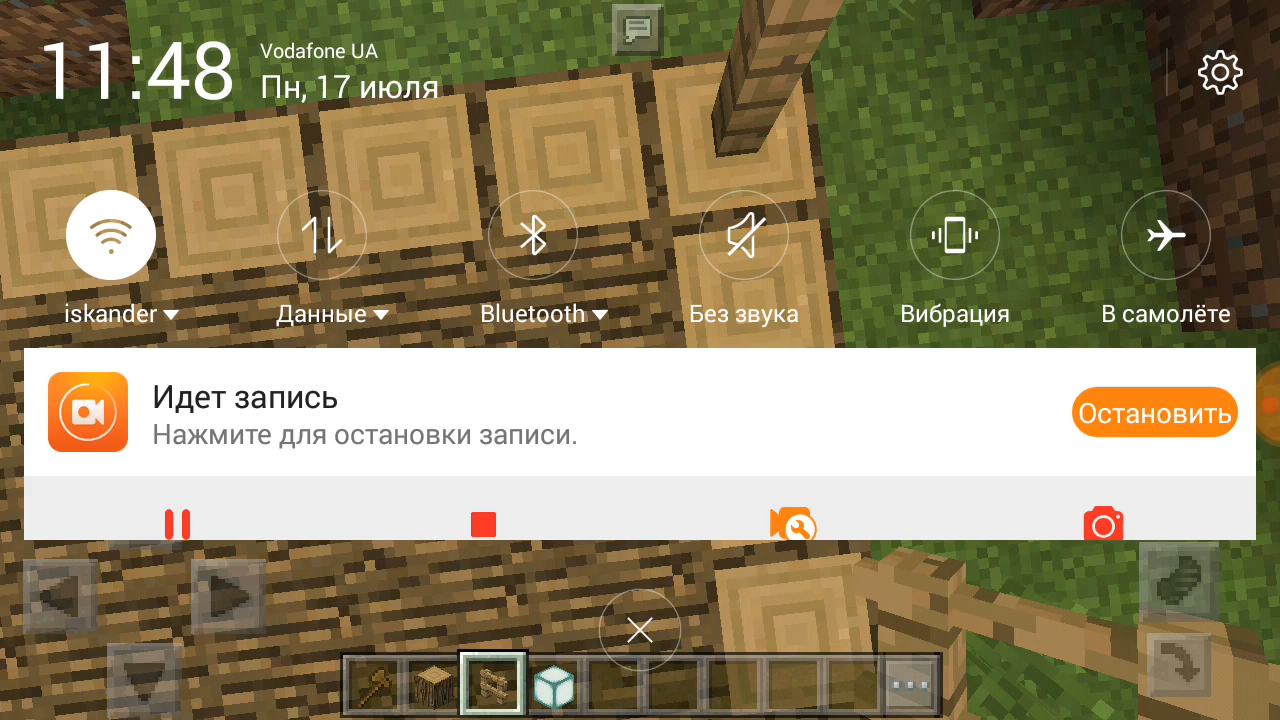 11:48
Vodafone UA
Пн, 17 июля
iskander
Данные
Bluetooth
Без звука
Вибрация
В самолёте
Идет запись
Нажмите для остановки записи.
Остановить